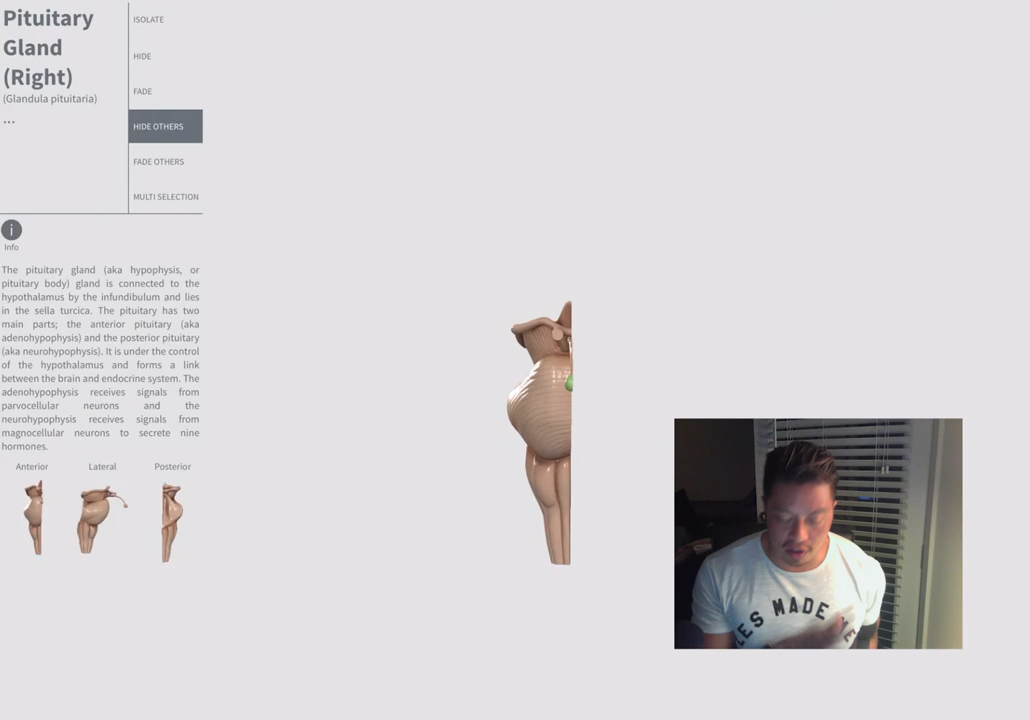 Pituitary
Gland
(Right)
(Glandula pituitaria)
...
ISOLATE
HIDE
FADE
HIDE OTHERS
FADE OTHERS
MULTI SELECTION
i
Info
The pituitary gland (aka hypophysis, or
pituitary body) gland is connected to the
hypothalamus by the infundibulum and lies
in the sella turcica. The pituitary has two
main parts; the anterior pituitary (aka
adenohypophysis) and the posterior pituitary
(aka neurohypophysis). It is under the control
of the hypothalamus and forms a link
between the brain and endocrine system. The
adenohypophysis receives signals from
parvocellular neurons and the
neurohypophysis receives signals from
magnocellular neurons to secrete nine
hormones.
Anterior Lateral Posterior
LES MADE ME